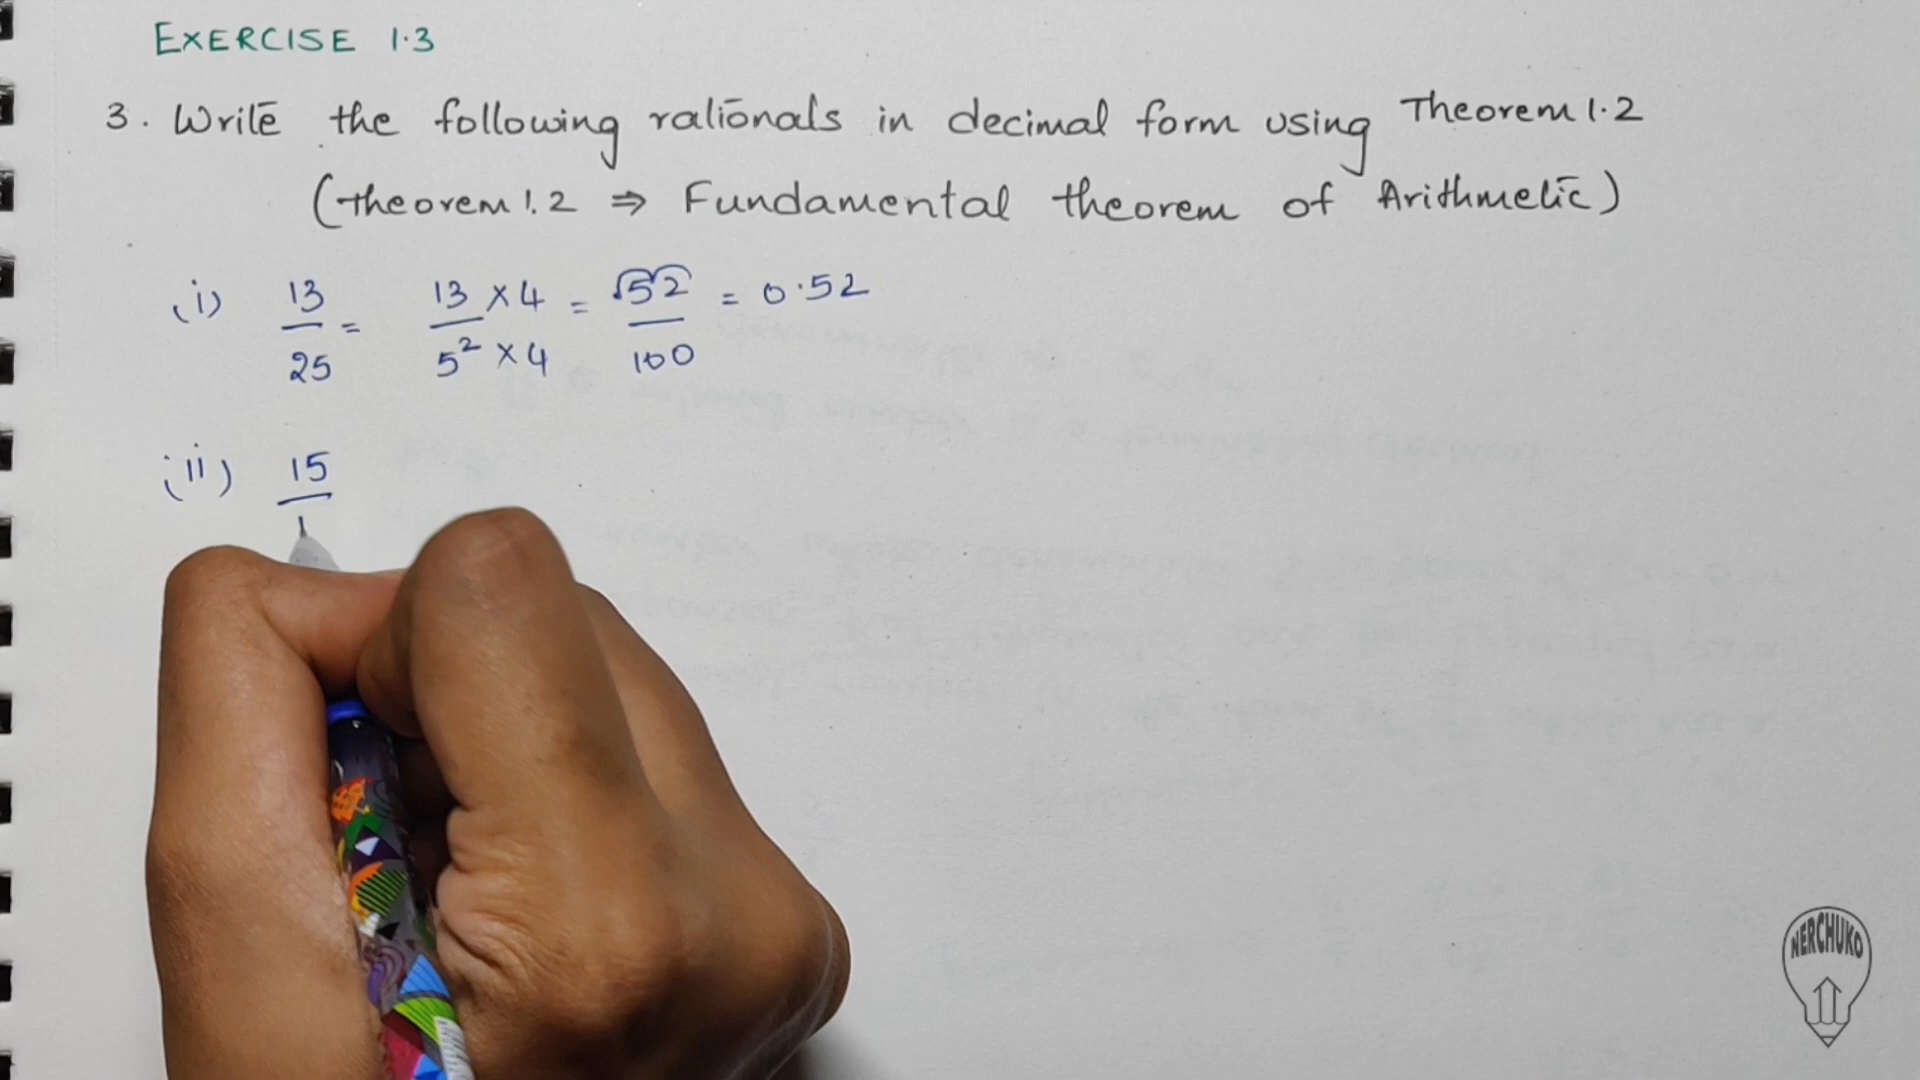 EXERCISE 1.3
3. Write the following rationals in decimal form using Theorem 1.2
(theorem 1.2 ⇒ Fundamental theorem of Arithmetic)
(i) 13/25 = 13 × 4 / 5² × 4 = 52/100 = 0.52
(ii) 15/1
NERCHUKO